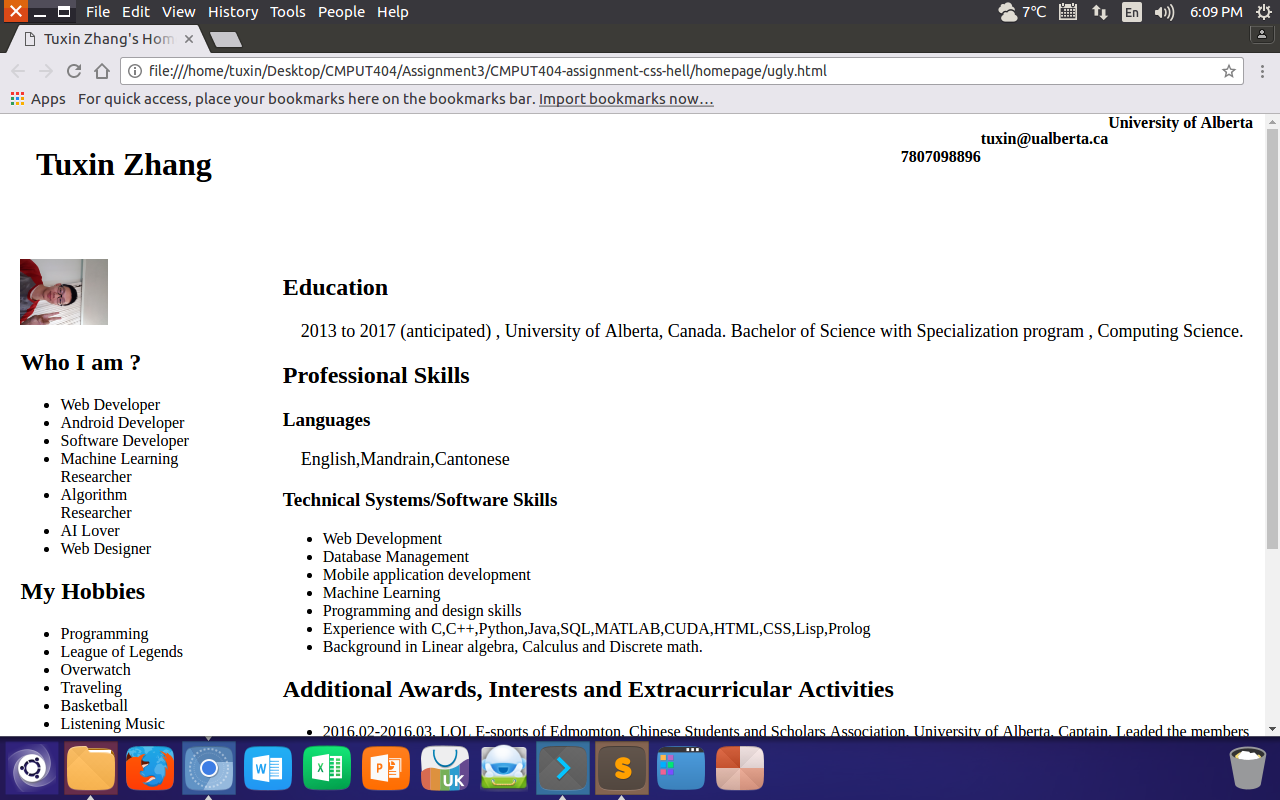 File Edit View History Tools People Help
7°C
En
6:09 PM
Tuxin Zhang's Hom
file:///home/tuxin/Desktop/CMPUT404/Assignment3/CMPUT404-assignment-css-hell/homepage/ugly.html
Apps For quick access, place your bookmarks here on the bookmarks bar. Import bookmarks now...
University of Alberta
tuxin@ualberta.ca
7807098896
Tuxin Zhang
Who I am ?
Web Developer
Android Developer
Software Developer
Machine Learning
Researcher
Algorithm
Researcher
AI Lover
Web Designer
My Hobbies
Programming
League of Legends
Overwatch
Traveling
Basketball
Listening Music
Education
2013 to 2017 (anticipated) , University of Alberta, Canada. Bachelor of Science with Specialization program , Computing Science.
Professional Skills
Languages
English,Mandrain,Cantonese
Technical Systems/Software Skills
Web Development
Database Management
Mobile application development
Machine Learning
Programming and design skills
Experience with C,C++,Python,Java,SQL,MATLAB,CUDA,HTML,CSS,Lisp,Prolog
Background in Linear algebra, Calculus and Discrete math.
Additional Awards, Interests and Extracurricular Activities
2016.02-2016.03, LOL E-sports of Edmomton, Chinese Students and Scholars Association, University of Alberta, Captain, Leaded the members
W
X
P
UK
S